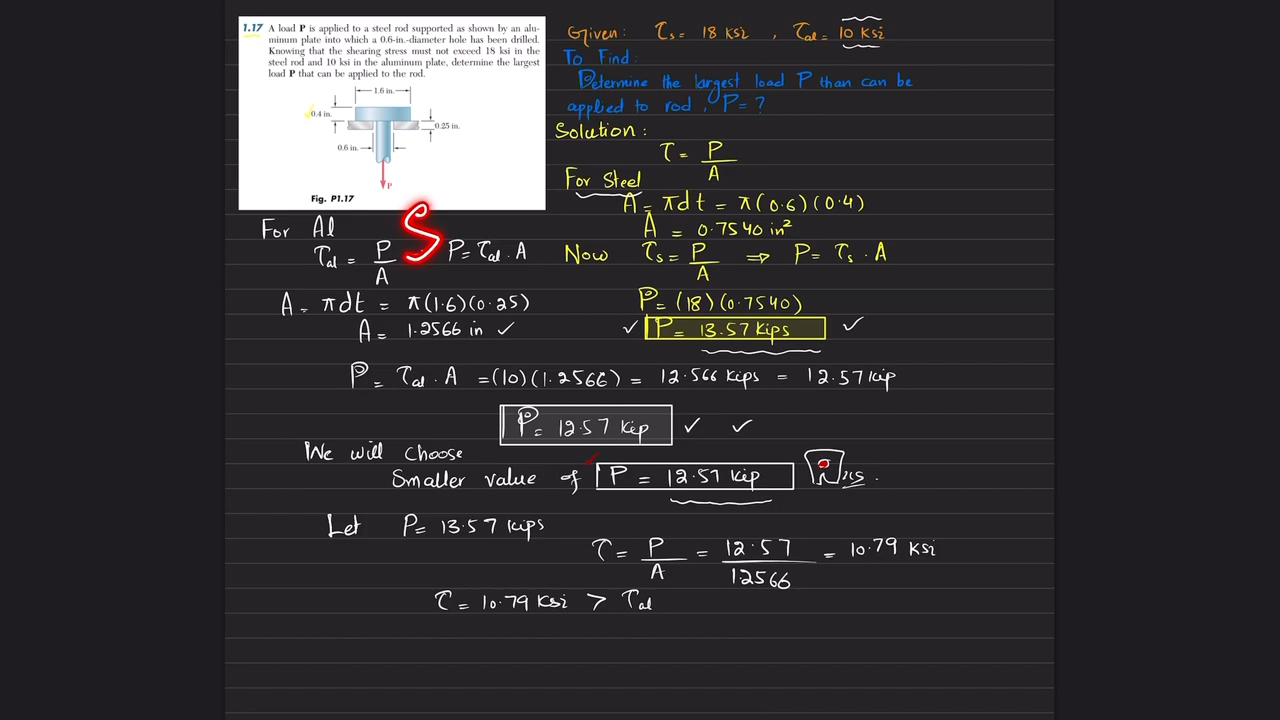 1.17 A load P is applied to a steel rod supported as shown by an alu-
minum plate into which a 0.6-in.-diameter hole has been drilled.
Knowing that the shearing stress must not exceed 18 ksi in the
steel rod and 10 ksi in the aluminum plate, determine the largest
load P that can be applied to the rod.
1.6 in.
0.4 in.
0.25 in.
0.6 in.
P
Fig. P1.17
Given: τs = 18 ksi , τal = 10 ksi
To Find:
Determine the largest load P than can be
applied to rod, P= ?
Solution:
τ = P/A
For Steel
A = πdt = π(0.6)(0.4)
A = 0.7540 in²
Now τs = P/A ⇒ P= τs . A
P= (18)(0.7540)
P= 13.57 Kips
For Al
τal = P/A P= τal . A
A = πdt = π(1.6)(0.25)
A = 1.2566 in
P = τal . A =(10)(1.2566) = 12.566 kips = 12.57 kip
P= 12.57 kip
We will choose
Smaller value of P = 12.57 kip
Let P= 13.57 kips
τ = P/A = 12.57/1.2566 = 10.79 ksi
τ = 10.79 ksi > τal